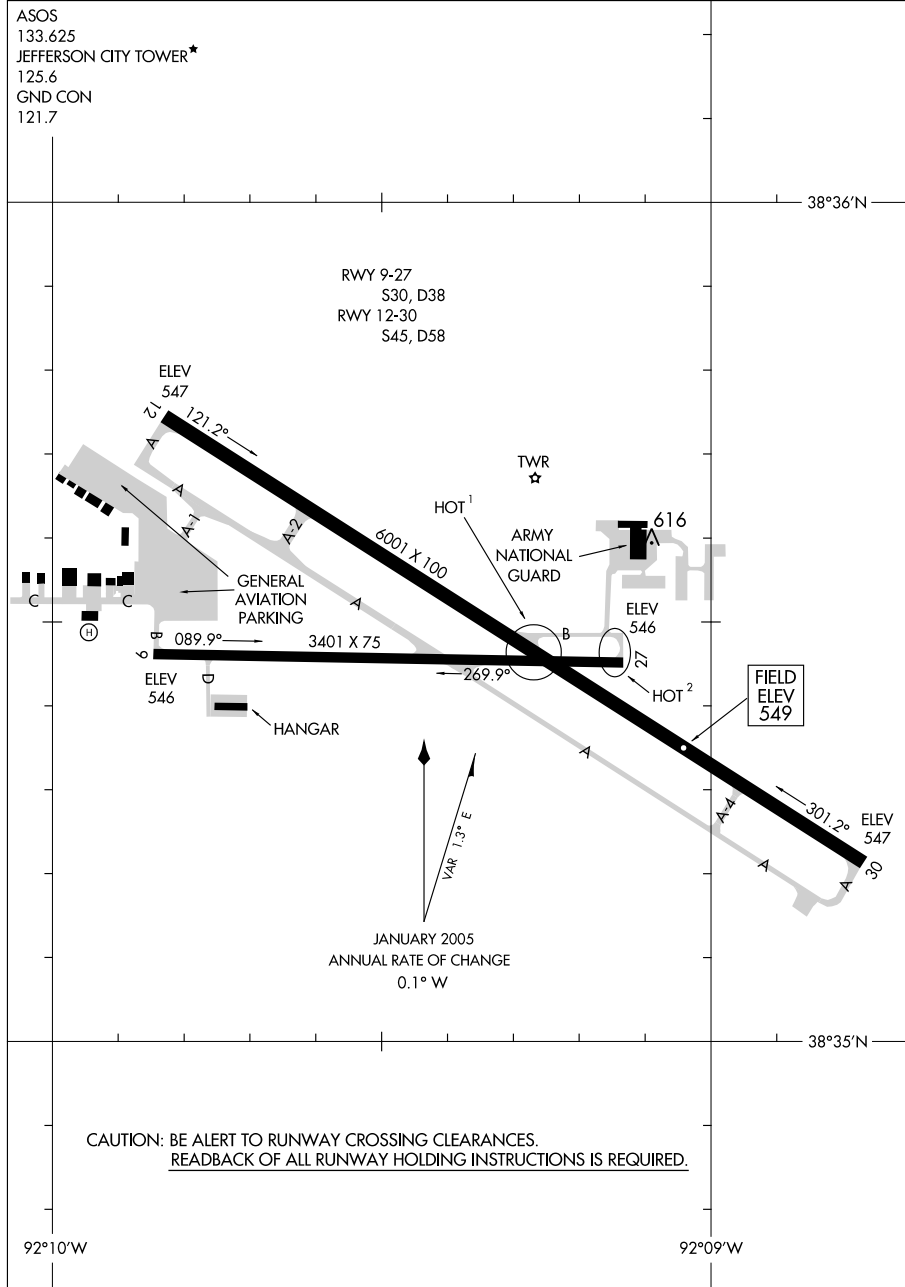 ASOS
133.625
JEFFERSON CITY TOWER★
125.6
GND CON
121.7
38°36'N
RWY 9-27
S30, D38
RWY 12-30
S45, D58
ELEV
547
12
121.2°
A
A
A-1
A-2
TWR
HOT 1
616
ARMY
NATIONAL
GUARD
6001 X 100
GENERAL
AVIATION
PARKING
C
C
A
ELEV
546
H
B
089.9°
3401 X 75
B
9
27
269.9°
ELEV
546
D
HOT 2
FIELD
ELEV
549
HANGAR
A
A-4
301.2°
ELEV
547
VAR 1.3° E
A
A
30
JANUARY 2005
ANNUAL RATE OF CHANGE
0.1° W
38°35'N
CAUTION: BE ALERT TO RUNWAY CROSSING CLEARANCES.
READBACK OF ALL RUNWAY HOLDING INSTRUCTIONS IS REQUIRED.
92°10'W
92°09'W